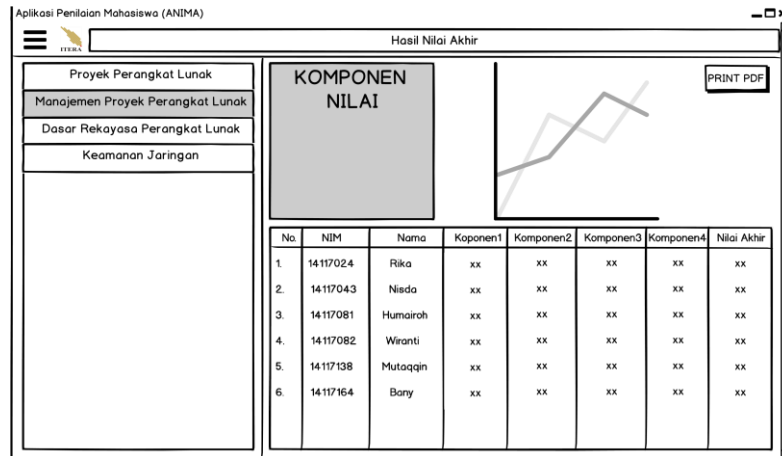 Aplikasi Penilaian Mahasiswa (ANIMA)
ITERA
Hasil Nilai Akhir
Proyek Perangkat Lunak
Manajemen Proyek Perangkat Lunak
Dasar Rekayasa Perangkat Lunak
Keamanan Jaringan
KOMPONEN
NILAI
PRINT PDF
No. NIM Nama Koponen1 Komponen2 Komponen3 Komponen4 Nilai Akhir
1. 14117024 Rika xx xx xx xx xx
2. 14117043 Nisda xx xx xx xx xx
3. 14117081 Humairoh xx xx xx xx xx
4. 14117082 Wiranti xx xx xx xx xx
5. 14117138 Mutaqqin xx xx xx xx xx
6. 14117164 Bany xx xx xx xx xx